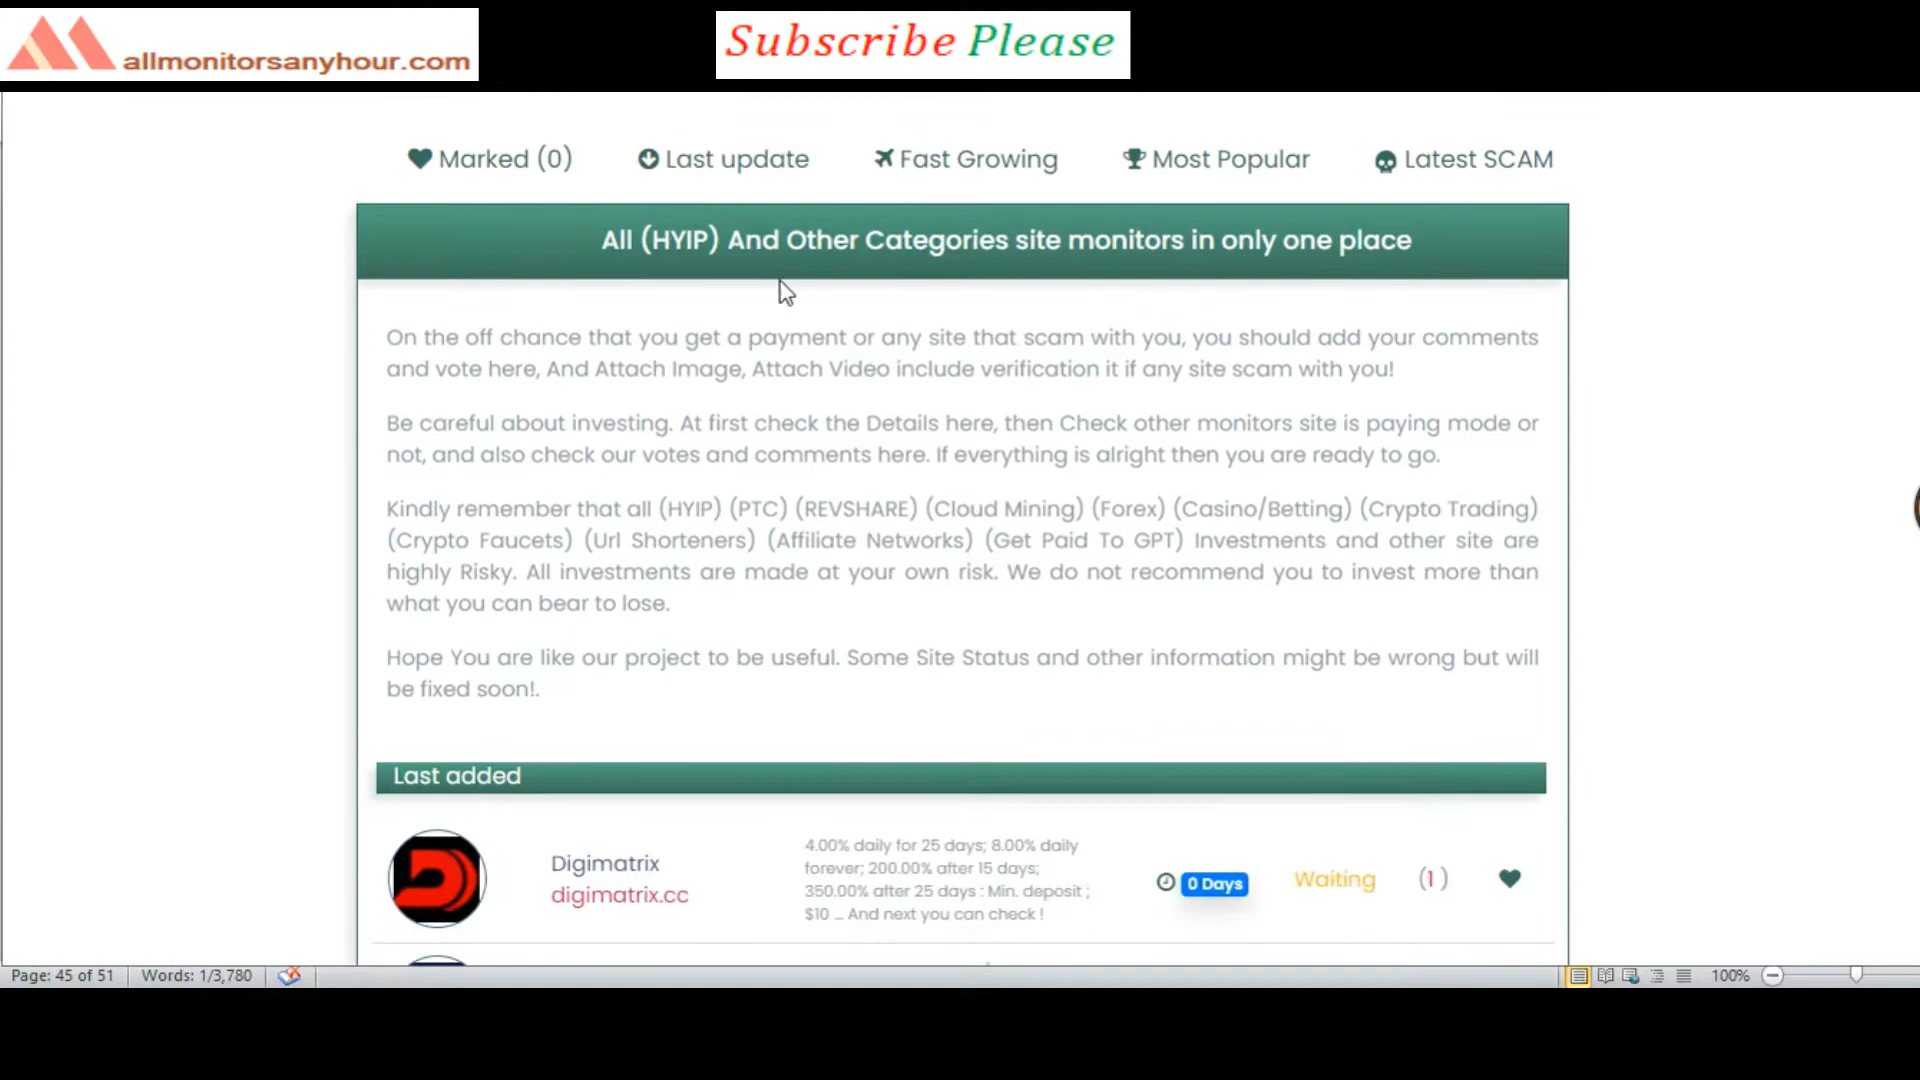 allmonitorsanyhour.com
Subscribe Please
Marked (0) Last update Fast Growing Most Popular Latest SCAM
All (HYIP) And Other Categories site monitors in only one place
On the off chance that you get a payment or any site that scam with you, you should add your comments
and vote here, And Attach Image, Attach Video include verification it if any site scam with you!
Be careful about investing. At first check the Details here, then Check other monitors site is paying mode or
not, and also check our votes and comments here. If everything is alright then you are ready to go.
Kindly remember that all (HYIP) (PTC) (REVSHARE) (Cloud Mining) (Forex) (Casino/Betting) (Crypto Trading)
(Crypto Faucets) (Url Shorteners) (Affiliate Networks) (Get Paid To GPT) Investments and other site are
highly Risky. All investments are made at your own risk. We do not recommend you to invest more than
what you can bear to lose.
Hope You are like our project to be useful. Some Site Status and other information might be wrong but will
be fixed soon!.
Last added
Digimatrix
digimatrix.cc
4.00% daily for 25 days; 8.00% daily
forever; 200.00% after 15 days;
350.00% after 25 days : Min. deposit ;
$10 ... And next you can check !
0 Days
Waiting
(1)
Page: 45 of 51 Words: 1/3,780 100%